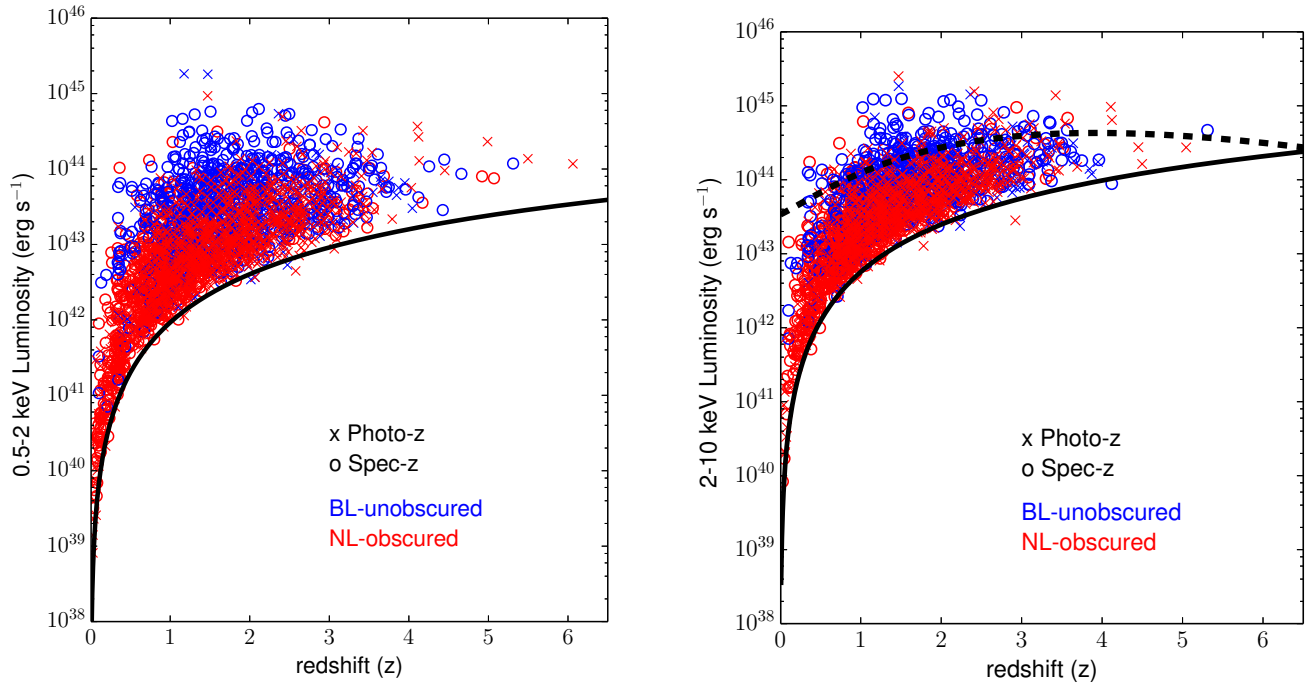 10^46
10^45
10^44
10^43
10^42
10^41
10^40
10^39
10^38
0.5-2 keV Luminosity (erg s^−1)
x Photo-z
o Spec-z
BL-unobscured
NL-obscured
0 1 2 3 4 5 6
redshift (z)
10^46
10^45
10^44
10^43
10^42
10^41
10^40
10^39
10^38
2-10 keV Luminosity (erg s^−1)
x Photo-z
o Spec-z
BL-unobscured
NL-obscured
0 1 2 3 4 5 6
redshift (z)